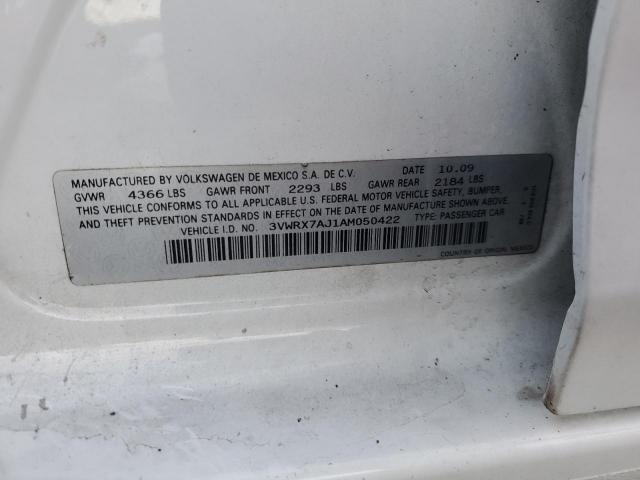 MANUFACTURED BY VOLKSWAGEN DE MEXICO S.A. DE C.V. DATE 10.09
GVWR 4366 LBS GAWR FRONT 2293 LBS GAWR REAR 2184 LBS
THIS VEHICLE CONFORMS TO ALL APPLICABLE U.S. FEDERAL MOTOR VEHICLE SAFETY, BUMPER,
AND THEFT PREVENTION STANDARDS IN EFFECT ON THE DATE OF MANUFACTURE SHOWN ABOVE.
VEHICLE I.D. NO. 3VWRX7AJ1AM050422 TYPE: PASSENGER CAR
COUNTRY OF ORIGIN: MEXICO